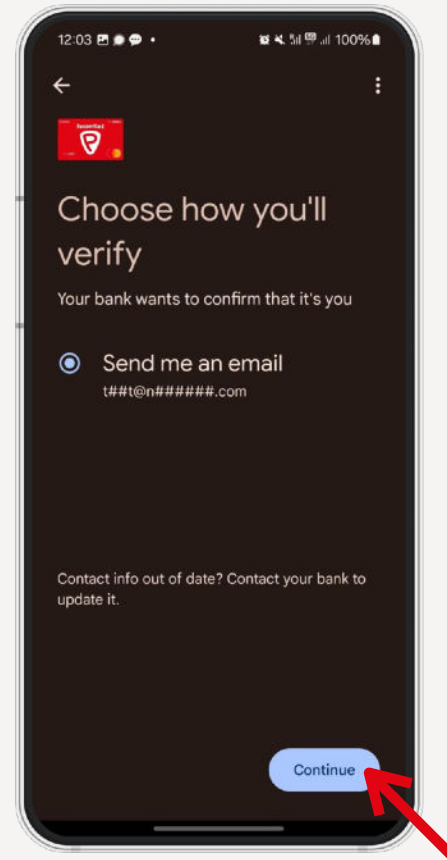 12:03
100%
Choose how you'll
verify
Your bank wants to confirm that it's you
Send me an email
t##t@n######.com
Contact info out of date? Contact your bank to
update it.
Continue